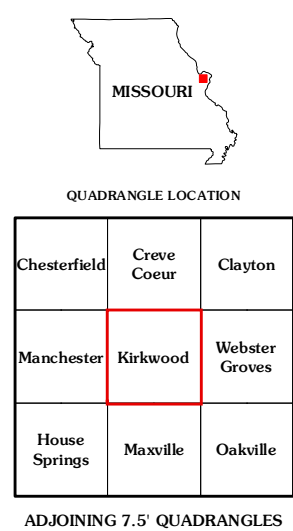 MISSOURI
QUADRANGLE LOCATION
Chesterfield
Creve
Coeur
Clayton
Manchester
Kirkwood
Webster
Groves
House
Springs
Maxville
Oakville
ADJOINING 7.5' QUADRANGLES